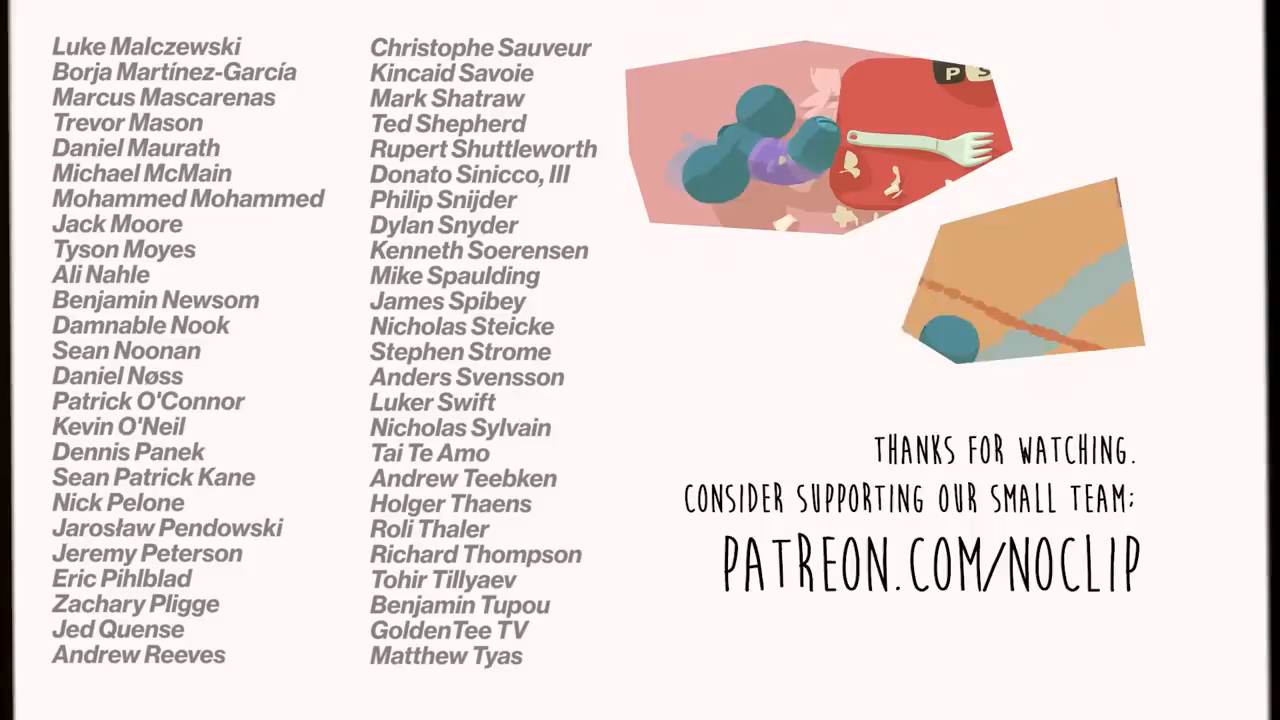 Luke Malczewski
Borja Martínez-García
Marcus Mascarenas
Trevor Mason
Daniel Maurath
Michael McMain
Mohammed Mohammed
Jack Moore
Tyson Moyes
Ali Nahle
Benjamin Newsom
Damnable Nook
Sean Noonan
Daniel Nøss
Patrick O'Connor
Kevin O'Neil
Dennis Panek
Sean Patrick Kane
Nick Pelone
Jarosław Pendowski
Jeremy Peterson
Eric Pihlblad
Zachary Pligge
Jed Quense
Andrew Reeves
Christophe Sauveur
Kincaid Savoie
Mark Shatraw
Ted Shepherd
Rupert Shuttleworth
Donato Sinicco, III
Philip Snijder
Dylan Snyder
Kenneth Soerensen
Mike Spaulding
James Spibey
Nicholas Steicke
Stephen Strome
Anders Svensson
Luker Swift
Nicholas Sylvain
Tai Te Amo
Andrew Teebken
Holger Thaens
Roli Thaler
Richard Thompson
Tohir Tillyaev
Benjamin Tupou
GoldenTee TV
Matthew Tyas
P S
THANKS FOR WATCHING.
CONSIDER SUPPORTING OUR SMALL TEAM;
PATREON.COM/NOCLIP